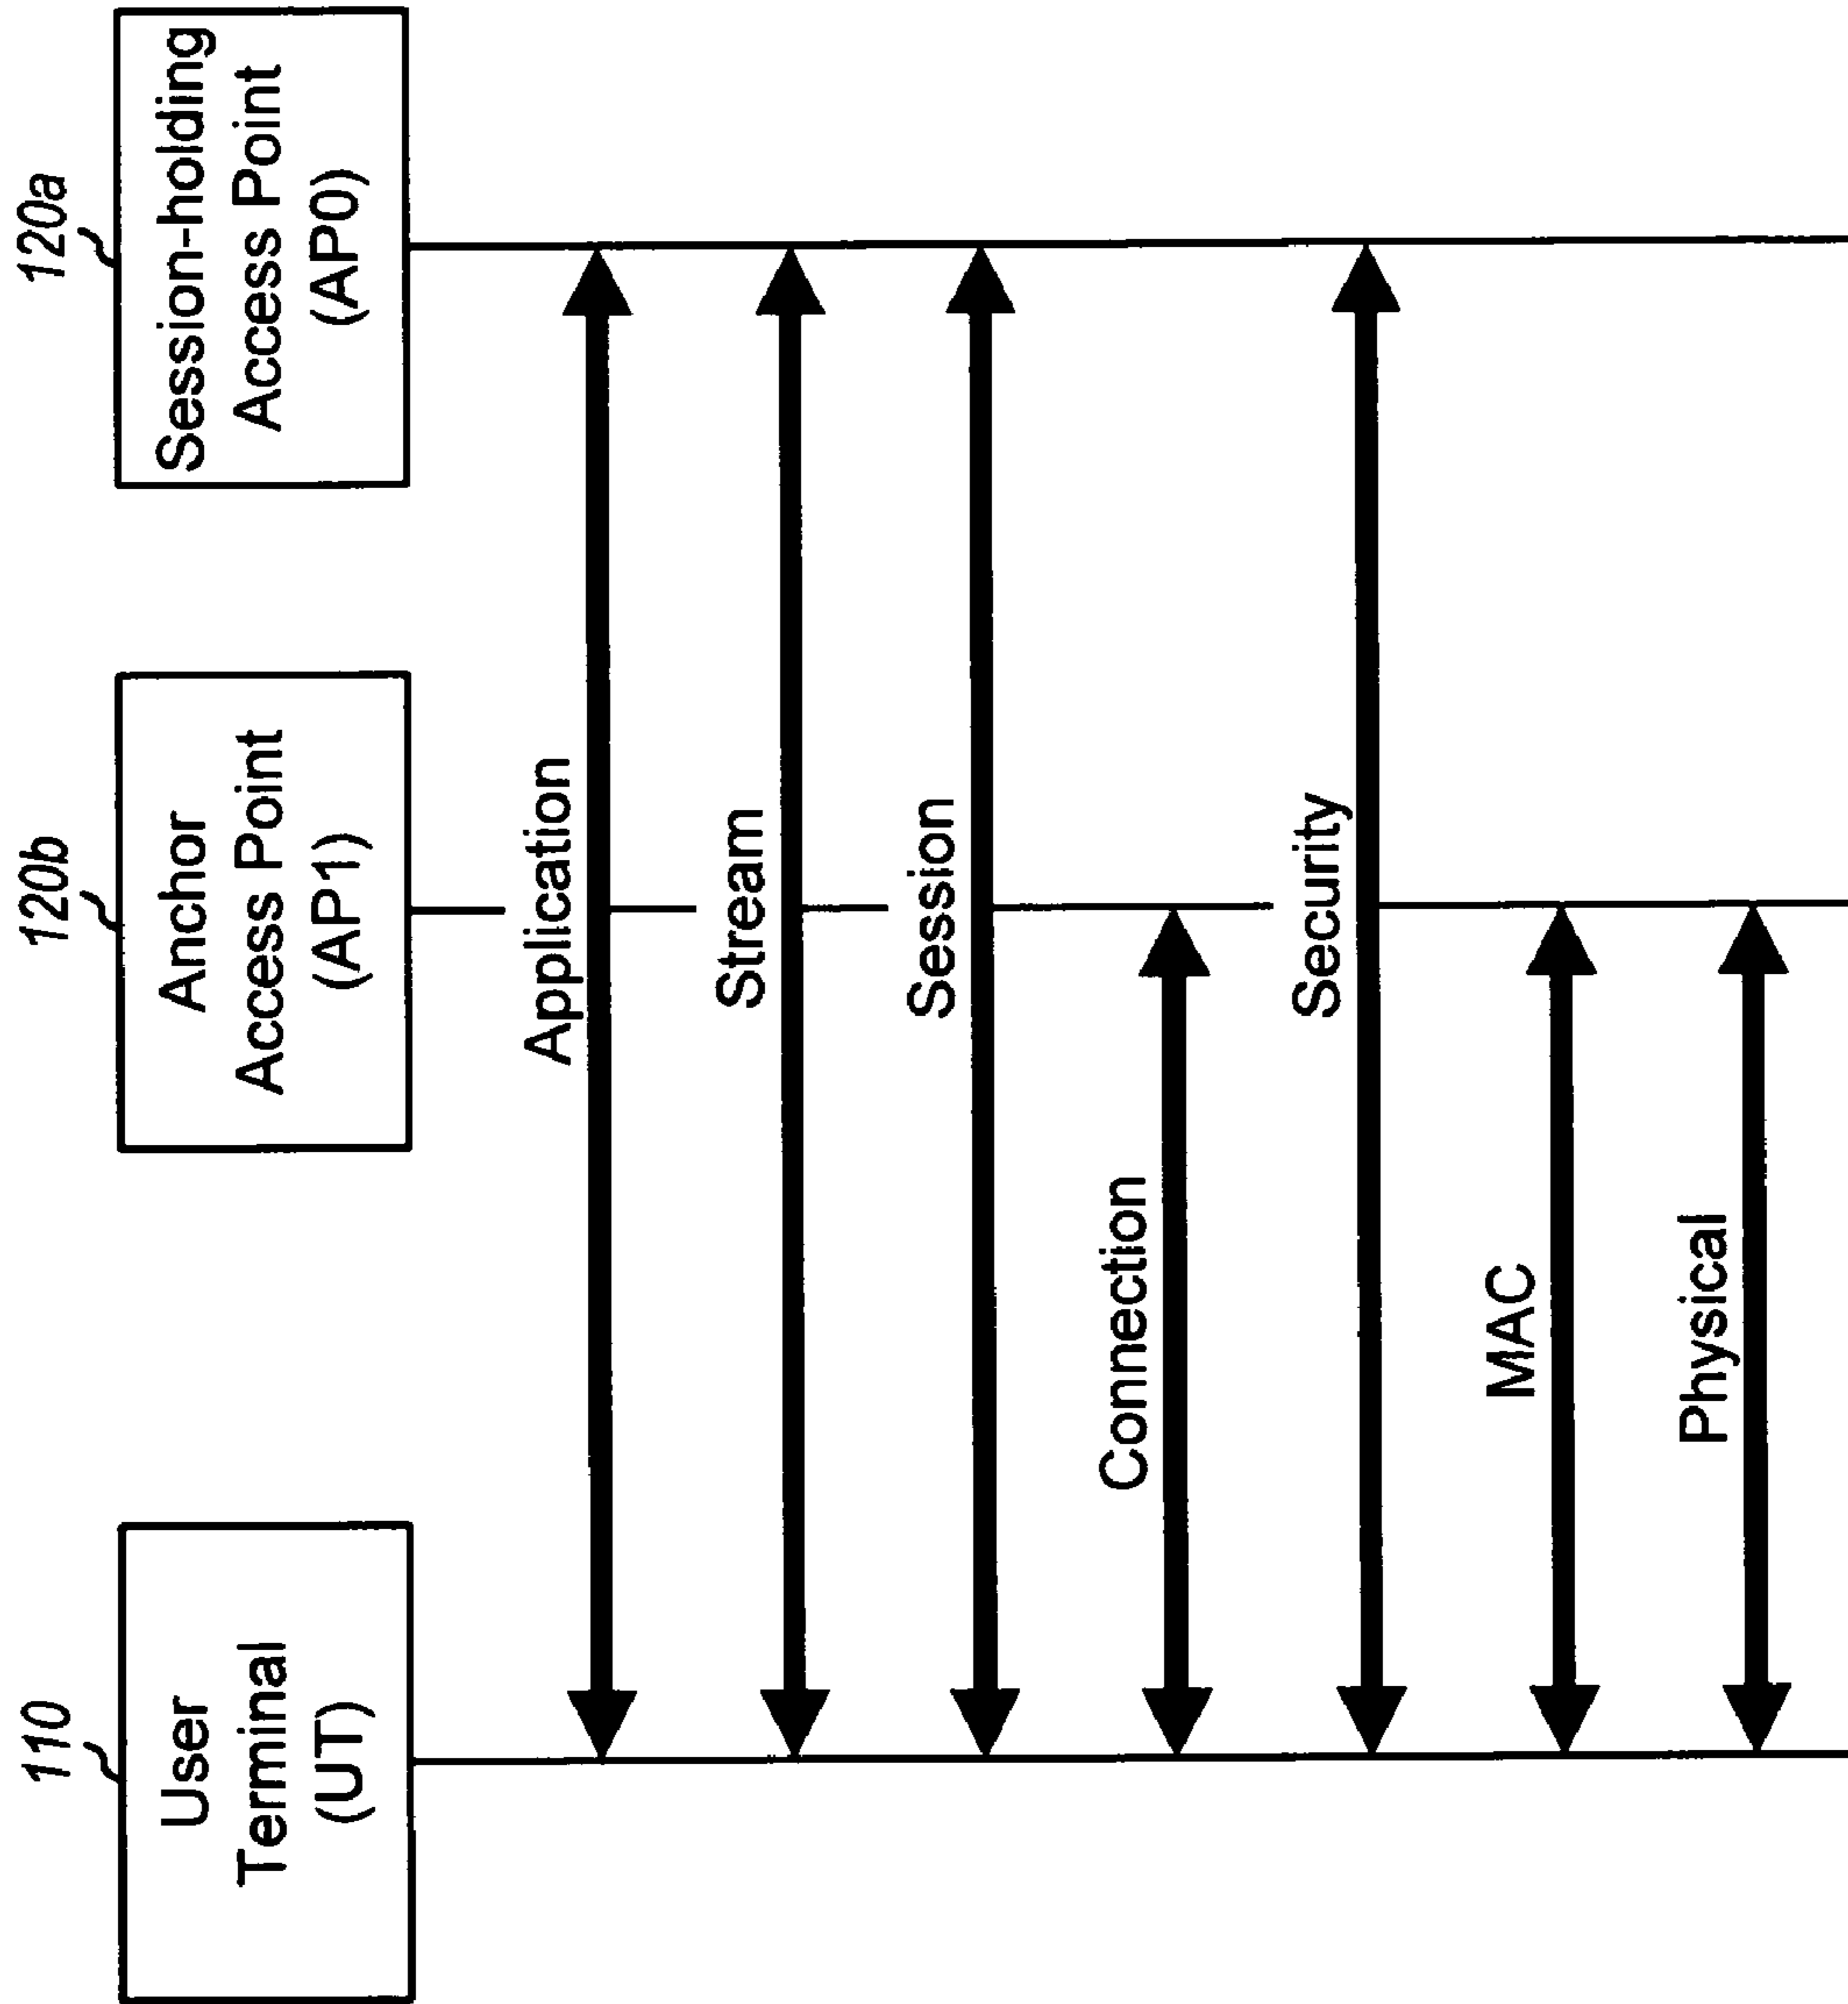 110
120b
120a
User
Terminal
(UT)
Anchor
Access Point
(AP1)
Session-holding
Access Point
(AP0)
Application
Stream
Session
Connection
Security
MAC
Physical